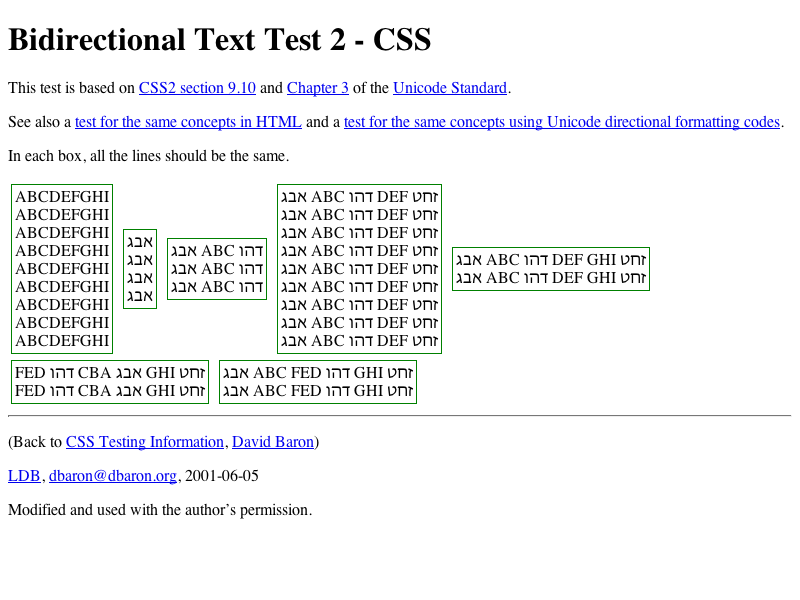 Bidirectional Text Test 2 - CSS
This test is based on CSS2 section 9.10 and Chapter 3 of the Unicode Standard.
See also a test for the same concepts in HTML and a test for the same concepts using Unicode directional formatting codes.
In each box, all the lines should be the same.
ABCDEFGHI
ABCDEFGHI
ABCDEFGHI
ABCDEFGHI
ABCDEFGHI
ABCDEFGHI
ABCDEFGHI
ABCDEFGHI
ABCDEFGHI
אבג
אבג
אבג
אבג
אבג ABC דהו
אבג ABC דהו
אבג ABC דהו
אבג ABC דהו DEF זחט
אבג ABC דהו DEF זחט
אבג ABC דהו DEF זחט
אבג ABC דהו DEF זחט
אבג ABC דהו DEF זחט
אבג ABC דהו DEF זחט
אבג ABC דהו DEF זחט
אבג ABC דהו DEF זחט
אבג ABC דהו DEF זחט
אבג ABC דהו DEF GHI זחט
אבג ABC דהו DEF GHI זחט
FED דהו CBA אבג GHI זחט
FED דהו CBA אבג GHI זחט
אבג ABC FED דהו GHI זחט
אבג ABC FED דהו GHI זחט
(Back to CSS Testing Information, David Baron)
LDB, dbaron@dbaron.org, 2001-06-05
Modified and used with the author’s permission.